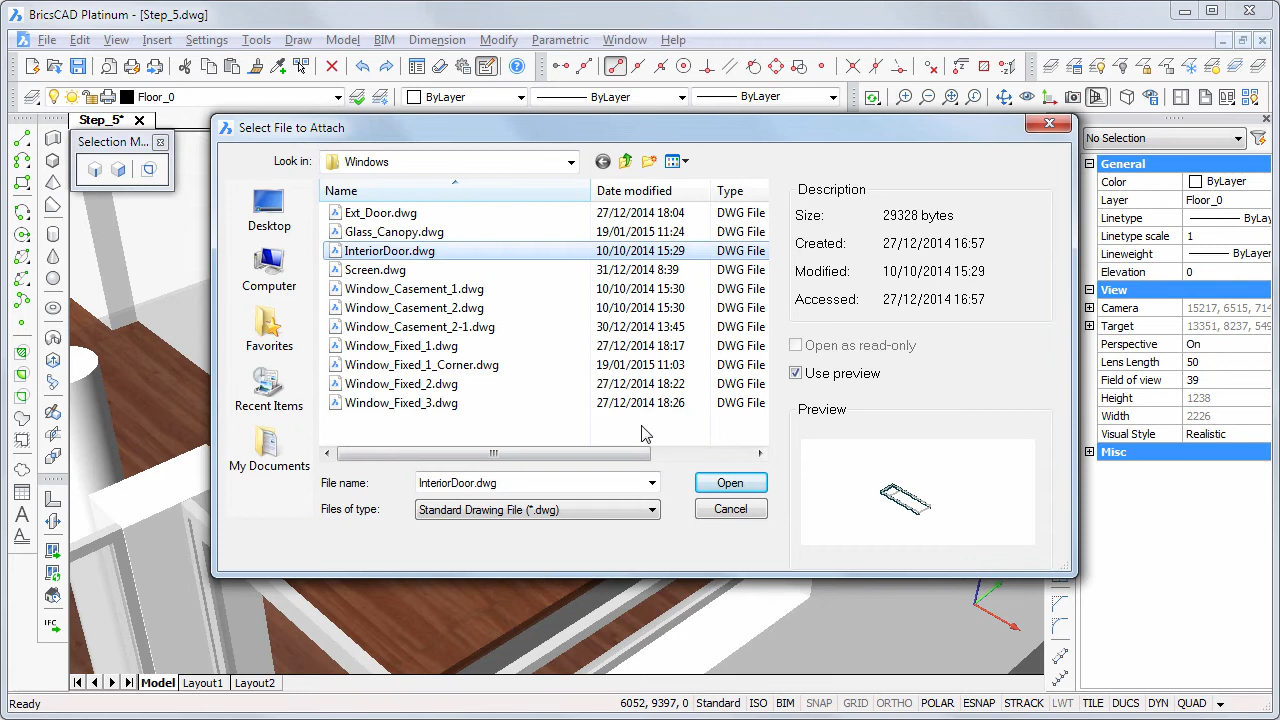 BricsCAD Platinum - [Step_5.dwg]
File Edit View Insert Settings Tools Draw Model BIM Dimension Modify Parametric Window Help
Floor_0 ByLayer ByLayer ByLayer
Step_5*
Selection M...
Select File to Attach
Look in: Windows
Name Date modified Type
Ext_Door.dwg 27/12/2014 18:04 DWG File
Glass_Canopy.dwg 19/01/2015 11:24 DWG File
InteriorDoor.dwg 10/10/2014 15:29 DWG File
Screen.dwg 31/12/2014 8:39 DWG File
Window_Casement_1.dwg 10/10/2014 15:30 DWG File
Window_Casement_2.dwg 10/10/2014 15:30 DWG File
Window_Casement_2-1.dwg 30/12/2014 13:45 DWG File
Window_Fixed_1.dwg 27/12/2014 18:17 DWG File
Window_Fixed_1_Corner.dwg 19/01/2015 11:03 DWG File
Window_Fixed_2.dwg 27/12/2014 18:22 DWG File
Window_Fixed_3.dwg 27/12/2014 18:26 DWG File
Desktop
Computer
Favorites
Recent Items
My Documents
File name: InteriorDoor.dwg Open
Files of type: Standard Drawing File (*.dwg) Cancel
Description
Size: 29328 bytes
Created: 27/12/2014 16:57
Modified: 10/10/2014 15:29
Accessed: 27/12/2014 16:57
Open as read-only
Use preview
Preview
No Selection
General
Color ByLayer
Layer Floor_0
Linetype ByLayer
Linetype scale 1
Lineweight ByLayer
Elevation 0
View
Camera 15217, 6515, 714
Target 13351, 8237, 549
Perspective On
Lens Length 50
Field of view 39
Height 1238
Width 2226
Visual Style Realistic
Misc
IFC
Model Layout1 Layout2
Ready 6052, 9397, 0 Standard ISO BIM SNAP GRID ORTHO POLAR ESNAP STRACK LWT TILE DUCS DYN QUAD